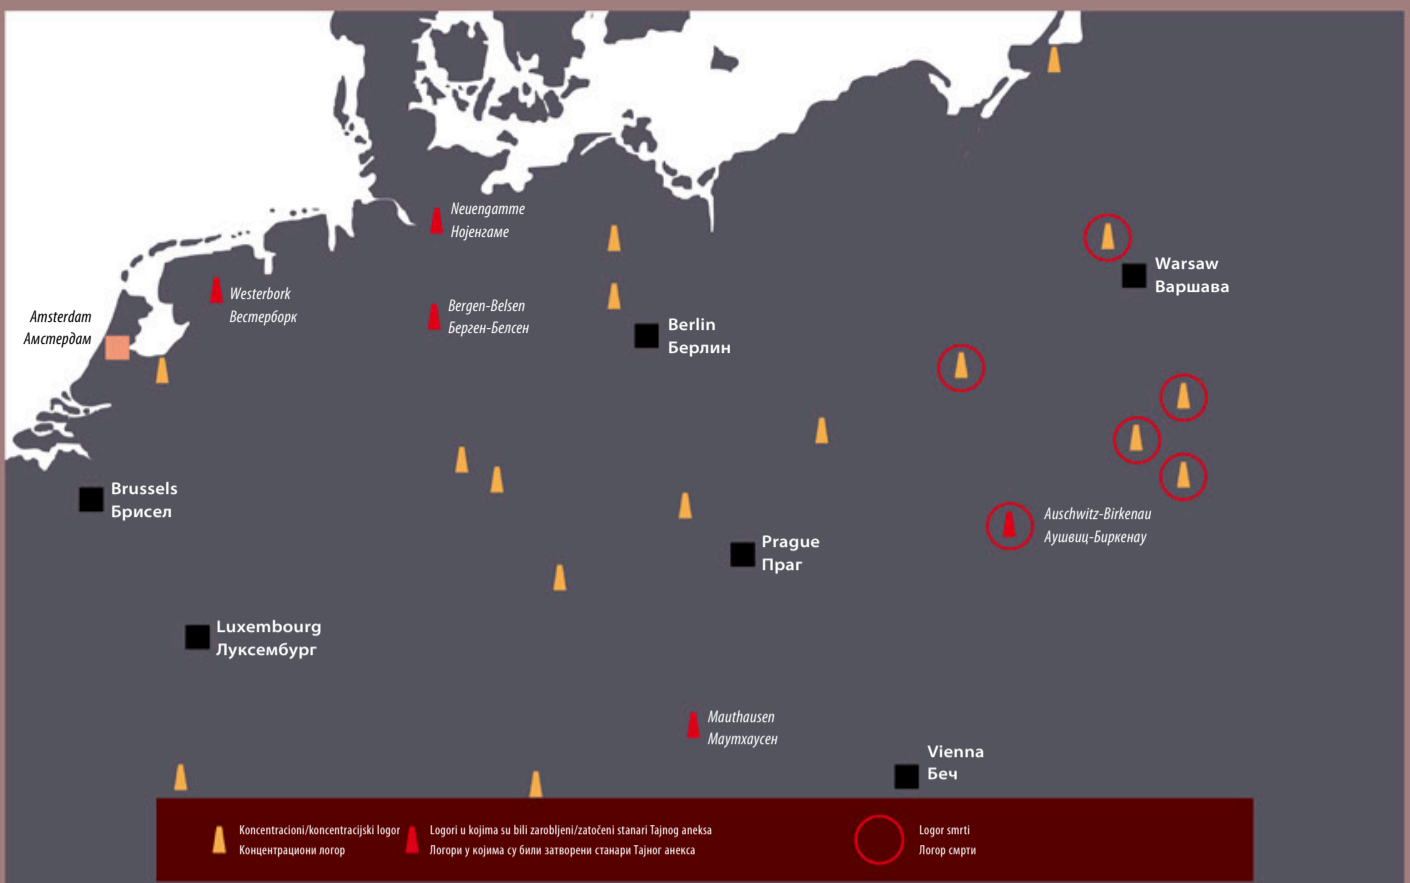 Neuengamme
Нојенгаме
Warsaw
Варшава
Westerbork
Вестерборк
Bergen-Belsen
Берген-Белсен
Amsterdam
Амстердам
Berlin
Берлин
Brussels
Брисел
Auschwitz-Birkenau
Аушвиц-Биркенау
Prague
Праг
Luxembourg
Луксембург
Mauthausen
Маутхаусен
Vienna
Беч
Koncentracioni/koncentracijski logor
Концентрациони логор
Logori u kojima su bili zarobljeni/zatočeni stanari Tajnog aneksa
Логори у којима су били затворени станари Тајног анекса
Logor smrti
Логор смрти